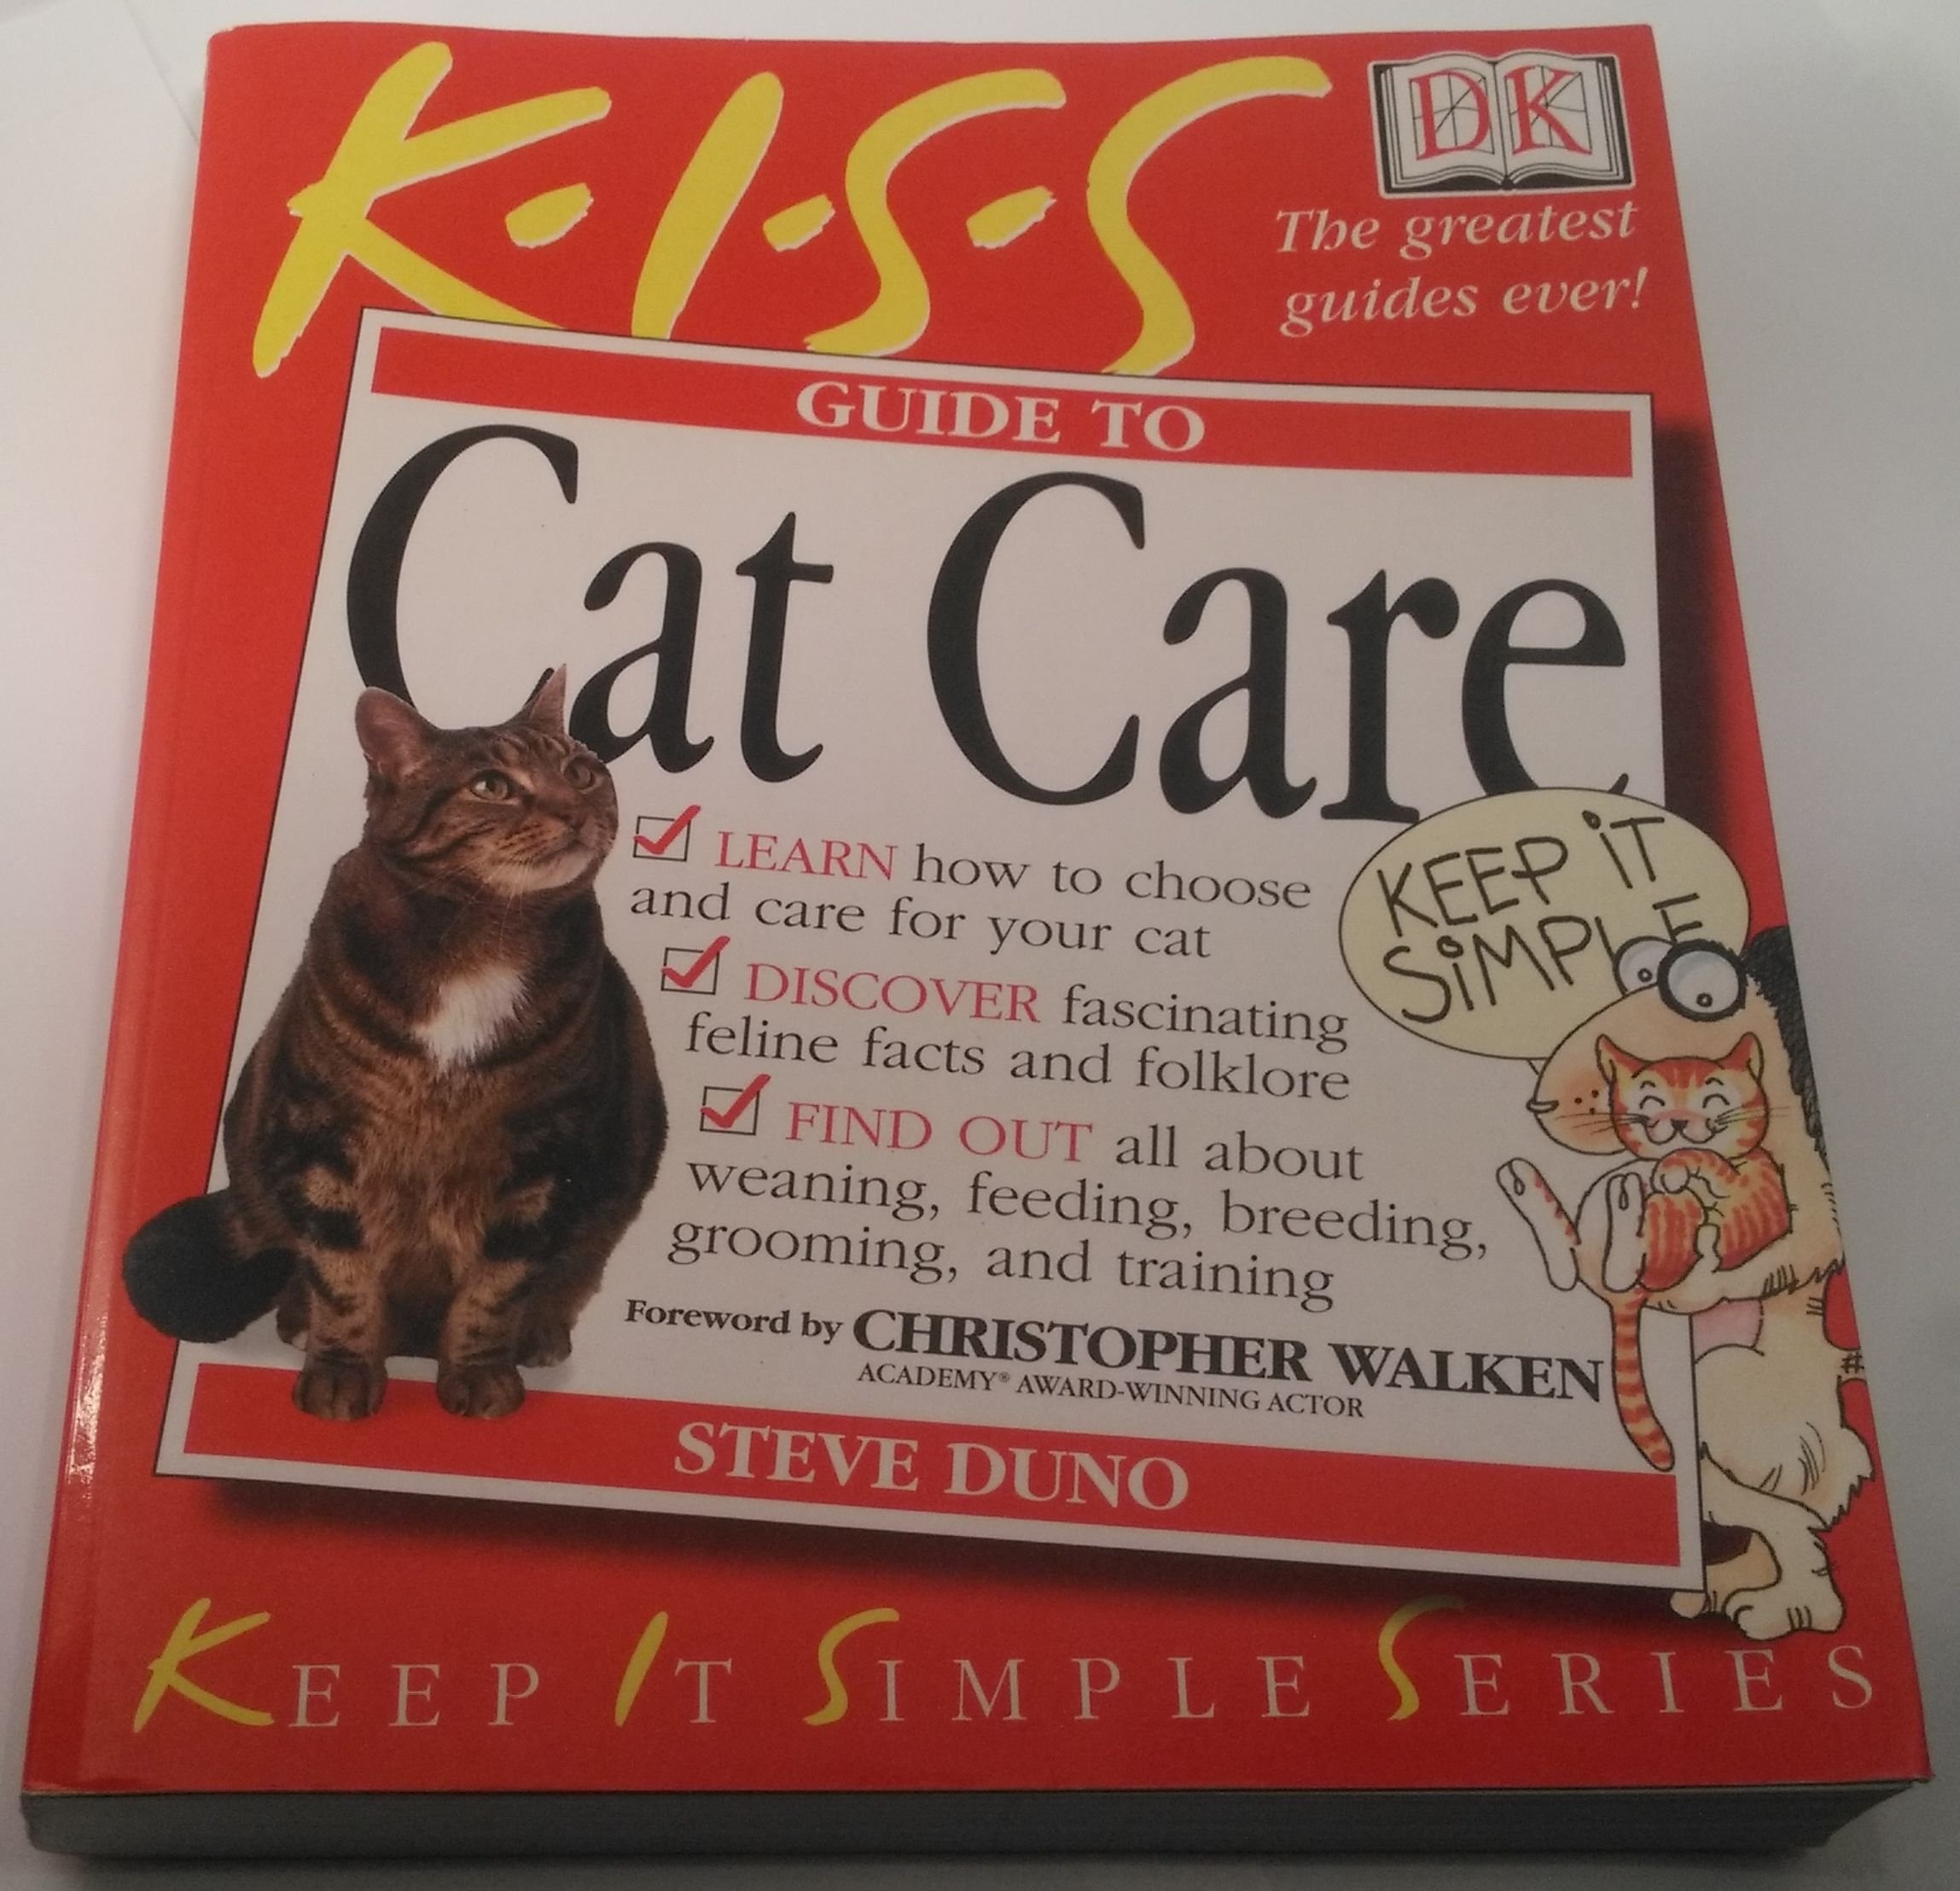 K·I·S·S
DK
The greatest
guides ever!
GUIDE TO
Cat Care
LEARN how to choose
and care for your cat
DISCOVER fascinating
feline facts and folklore
FIND OUT all about
weaning, feeding, breeding,
grooming, and training
KEEP iT
SiMPLE
Foreword by CHRISTOPHER WALKEN
ACADEMY® AWARD-WINNING ACTOR
STEVE DUNO
KEEP IT SIMPLE SERIES